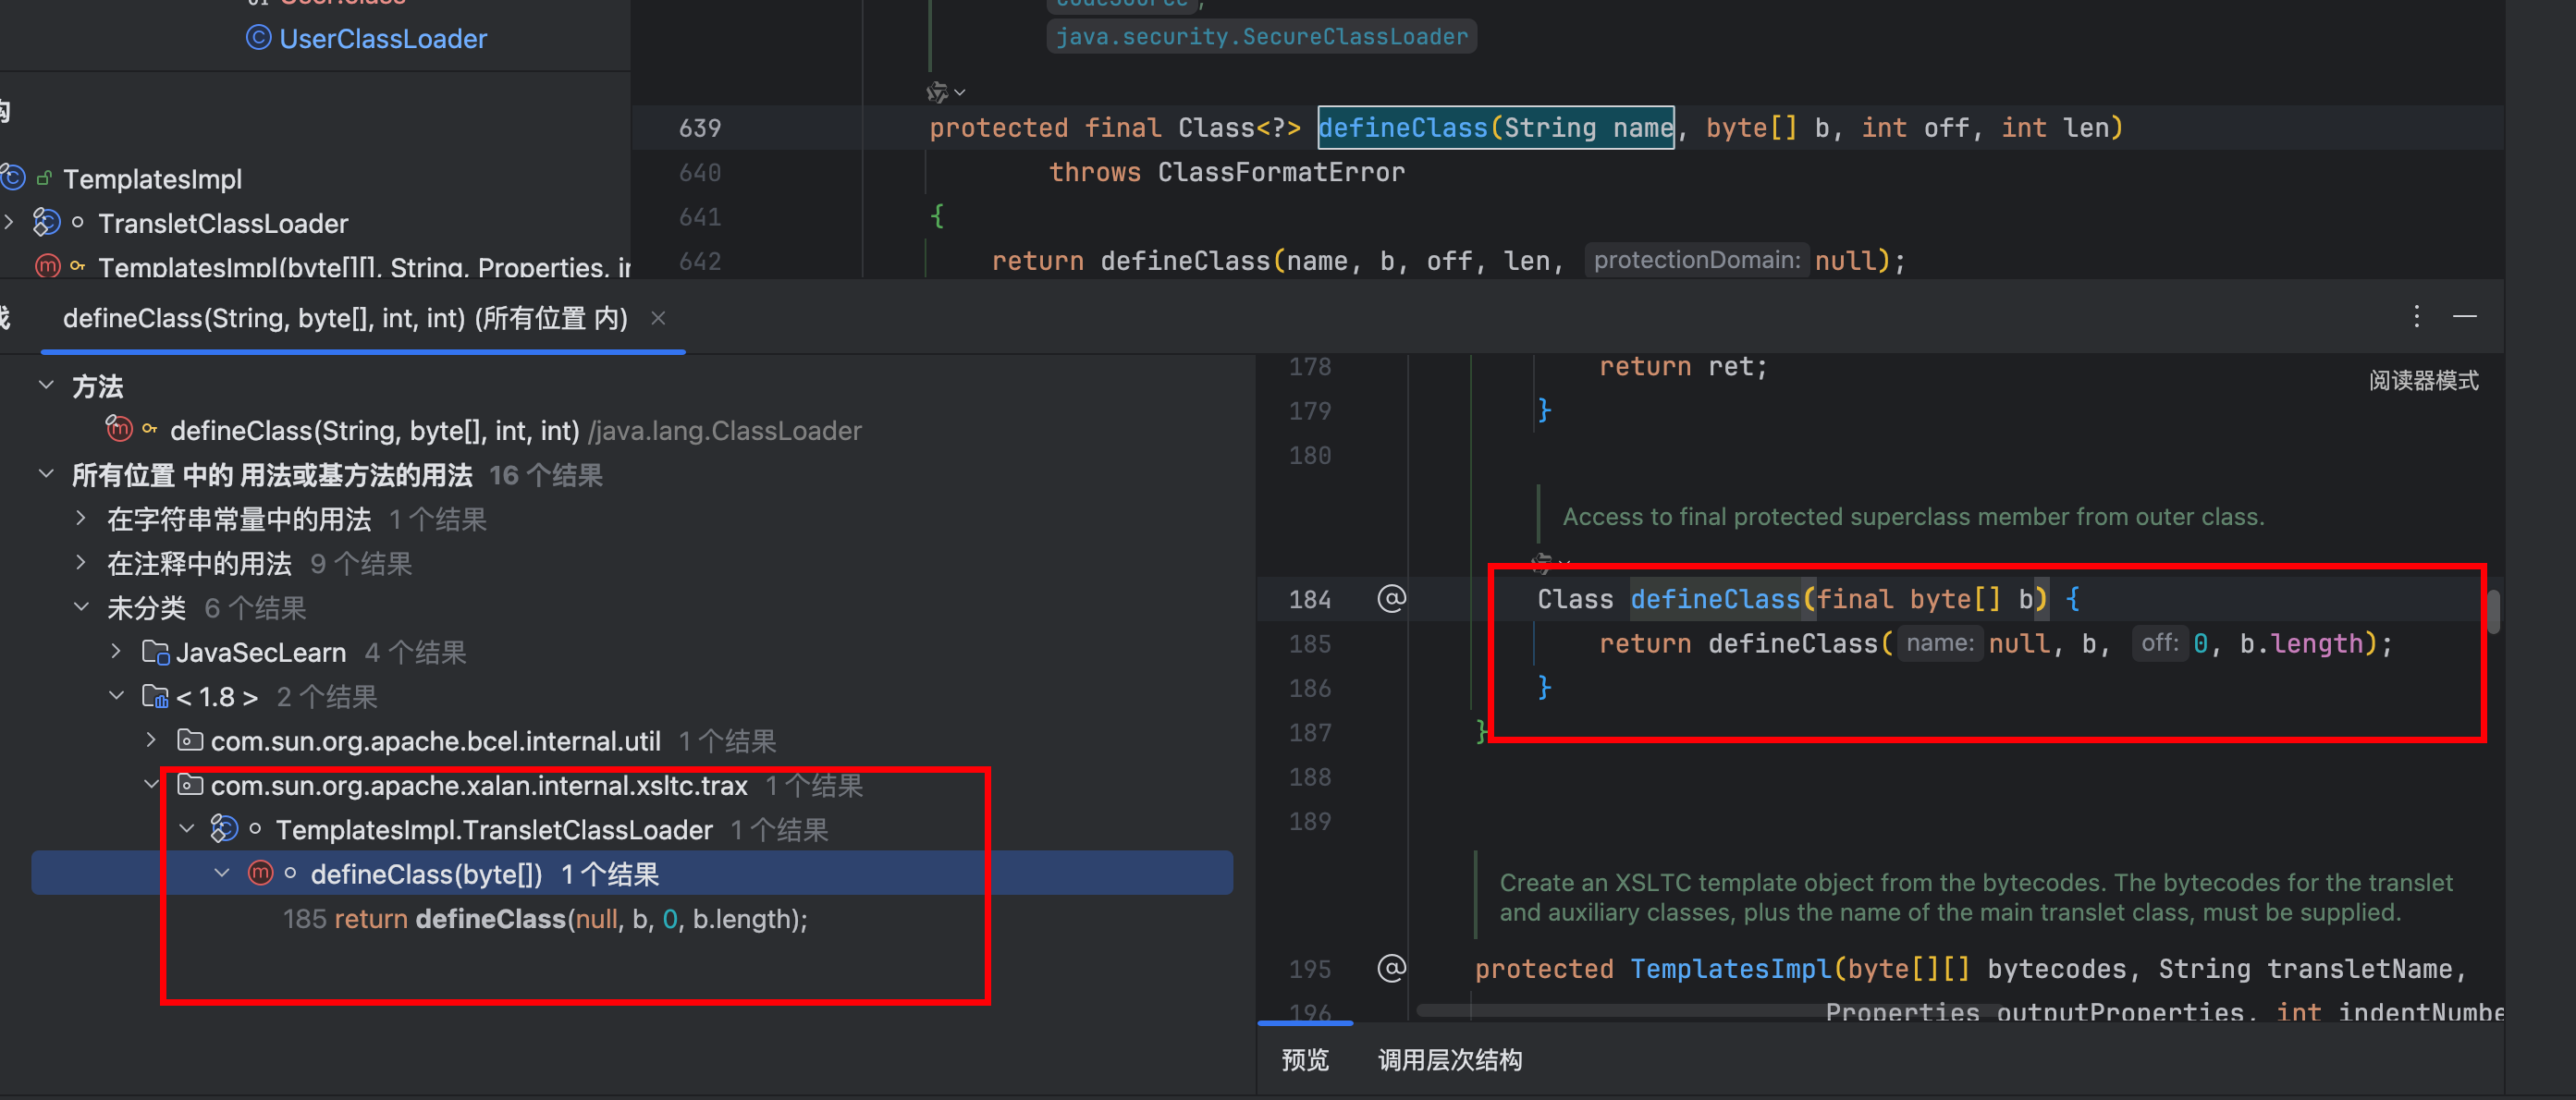 User.class
UserClassLoader
构
TemplatesImpl
TransletClassLoader
TemplatesImpl(byte[][], String, Properties, in
codeSource,
java.security.SecureClassLoader
639 protected final Class<?> defineClass(String name, byte[] b, int off, int len)
640 throws ClassFormatError
641 {
642 return defineClass(name, b, off, len, protectionDomain: null);
找
defineClass(String, byte[], int, int) (所有位置 内)
方法
defineClass(String, byte[], int, int) /java.lang.ClassLoader
所有位置 中的 用法或基方法的用法 16 个结果
在字符串常量中的用法 1 个结果
在注释中的用法 9 个结果
未分类 6 个结果
JavaSecLearn 4 个结果
< 1.8 > 2 个结果
com.sun.org.apache.bcel.internal.util 1 个结果
com.sun.org.apache.xalan.internal.xsltc.trax 1 个结果
TemplatesImpl.TransletClassLoader 1 个结果
defineClass(byte[]) 1 个结果
185 return defineClass(null, b, 0, b.length);
阅读器模式
178 return ret;
179 }
180
Access to final protected superclass member from outer class.
184 @ Class defineClass(final byte[] b) {
185 return defineClass( name: null, b, off: 0, b.length);
186 }
187 }
188
189
Create an XSLTC template object from the bytecodes. The bytecodes for the translet
and auxiliary classes, plus the name of the main translet class, must be supplied.
195 @ protected TemplatesImpl(byte[][] bytecodes, String transletName,
196 Properties outputProperties, int indentNumbe
预览 调用层次结构